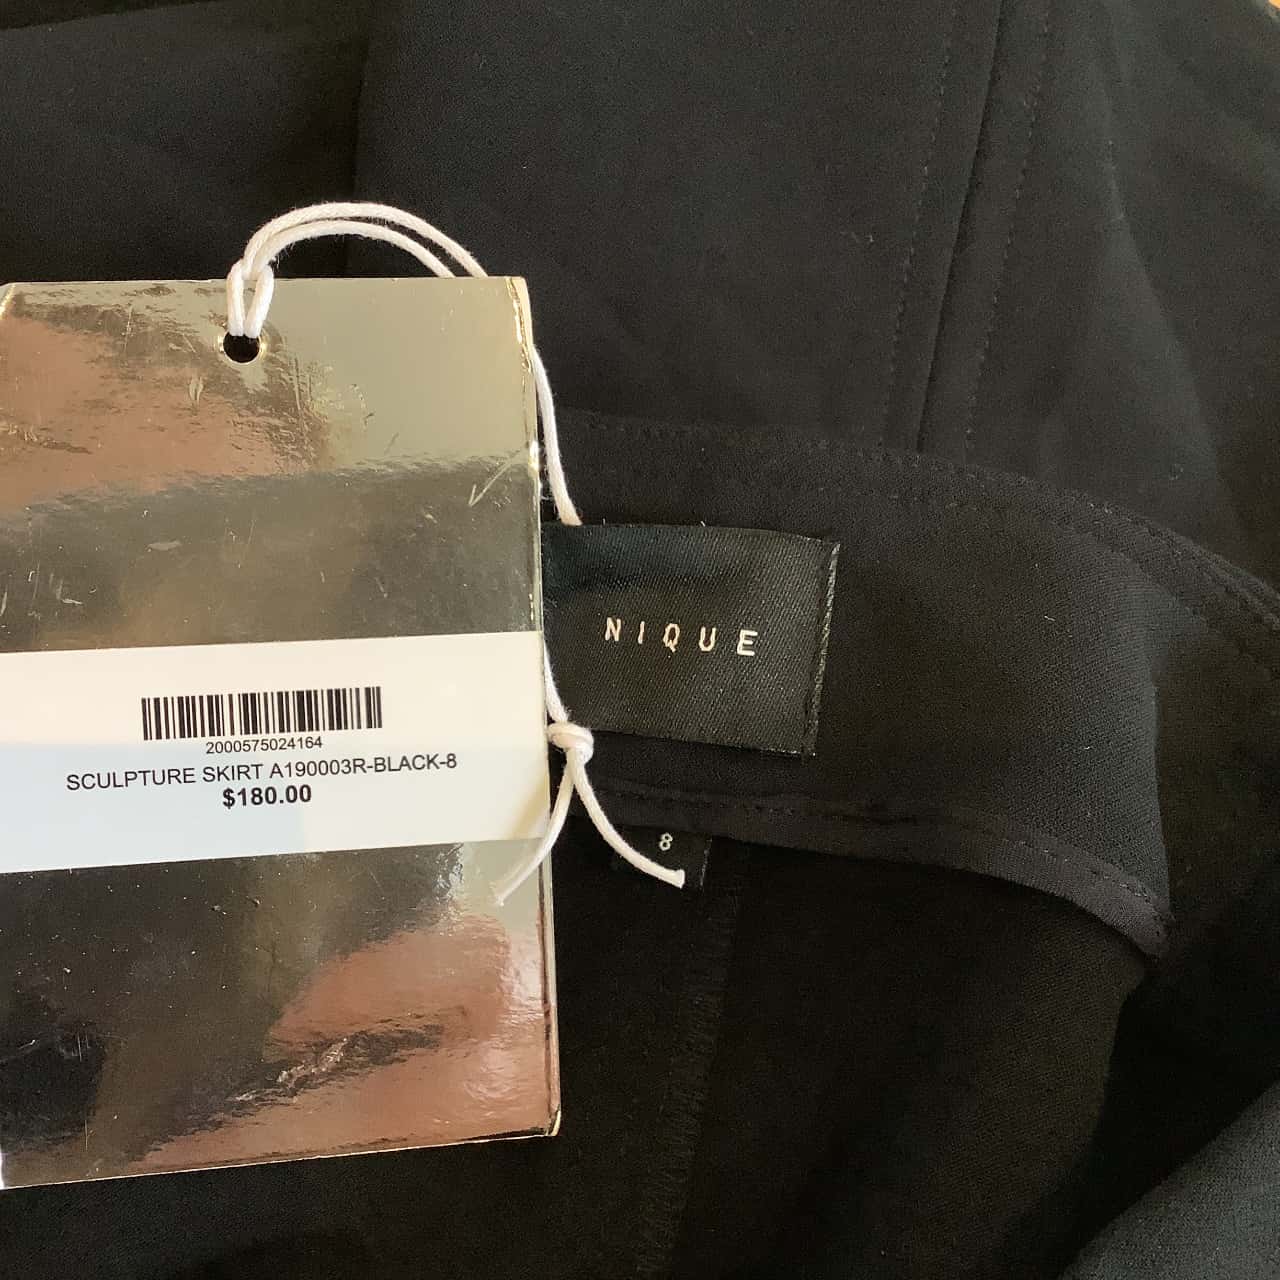 NIQUE
2000575024164
SCULPTURE SKIRT A190003R-BLACK-8
$180.00
8